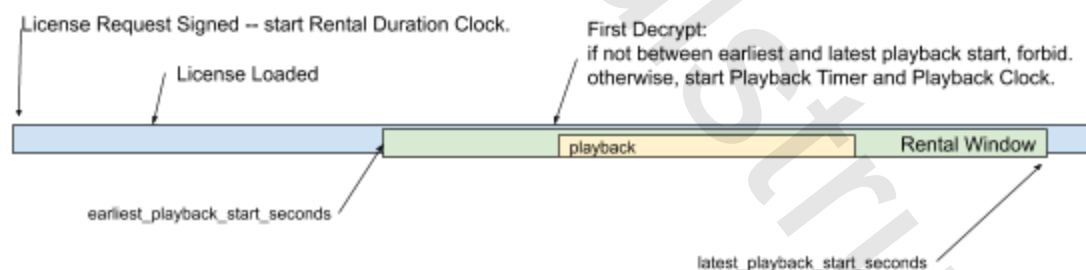 License Request Signed -- start Rental Duration Clock.
First Decrypt:
if not between earliest and latest playback start, forbid.
otherwise, start Playback Timer and Playback Clock.
License Loaded
playback
Rental Window
earliest_playback_start_seconds
latest_playback_start_seconds